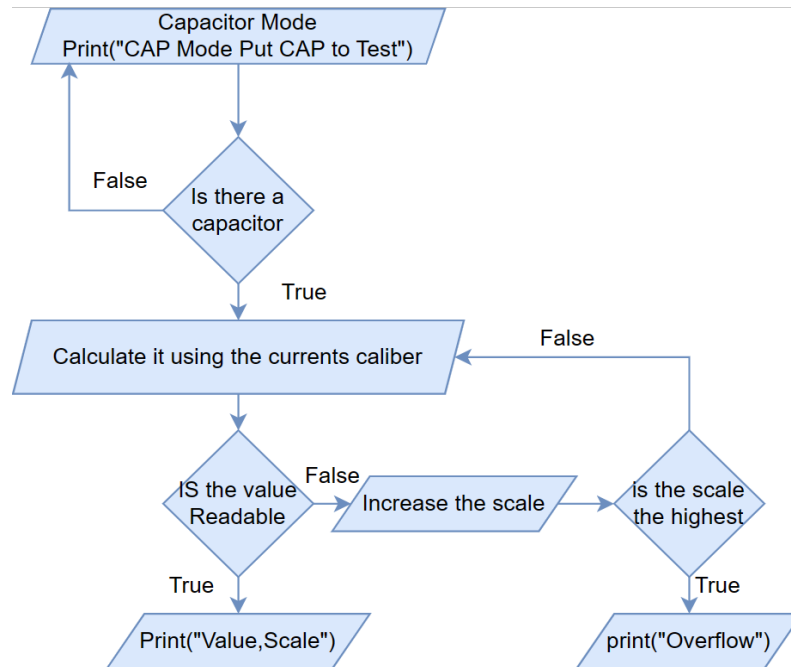 Capacitor Mode
Print("CAP Mode Put CAP to Test")
False
Is there a
capacitor
True
Calculate it using the currents caliber
False
IS the value
Readable
False
Increase the scale
is the scale
the highest
True
True
Print("Value,Scale")
print("Overflow")